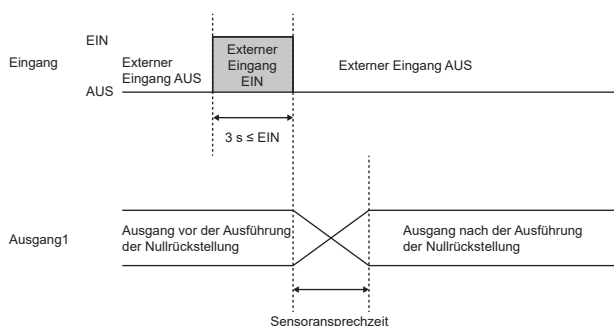 EIN
Eingang
Externer
Eingang AUS
Externer
Eingang
EIN
Externer Eingang AUS
AUS
3 s ≤ EIN
Ausgang1
Ausgang vor der Ausführung
der Nullrückstellung
Ausgang nach der Ausführung
der Nullrückstellung
Sensoransprechzeit